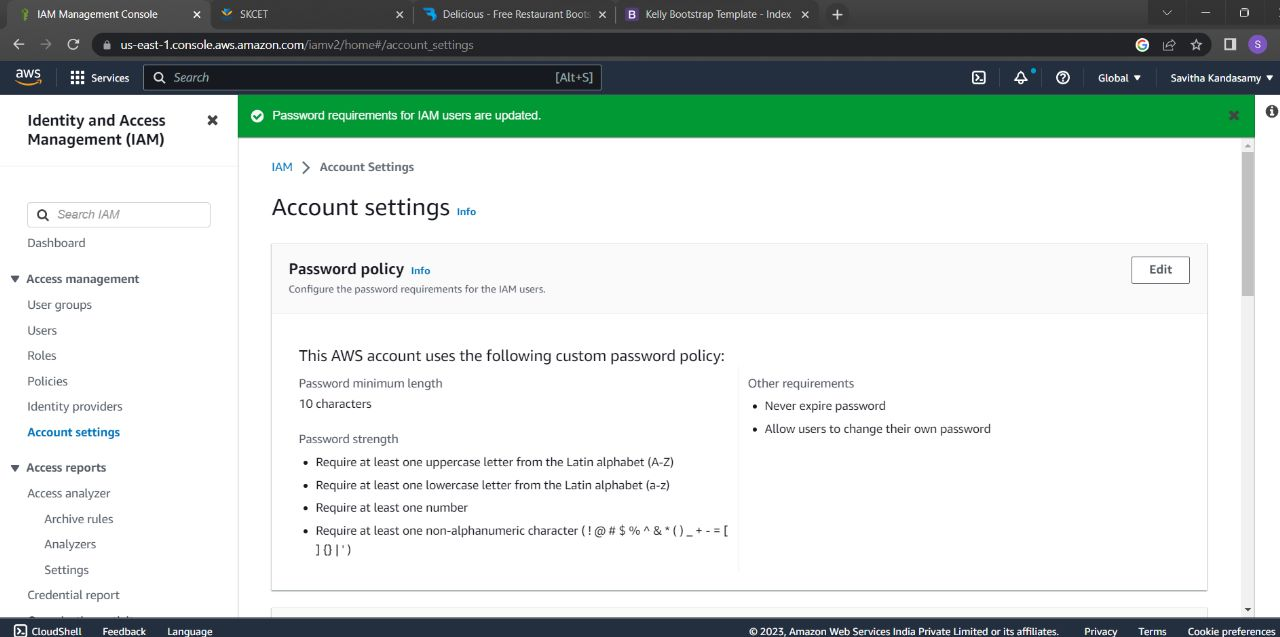 IAM Management Console
SKCET
Delicious - Free Restaurant Boots
B Kelly Bootstrap Template - Index
us-east-1.console.aws.amazon.com/iamv2/home#/account_settings
S
aws
Services
Search [Alt+S]
Global
Savitha Kandasamy
Identity and Access
Management (IAM)
Search IAM
Dashboard
Access management
User groups
Users
Roles
Policies
Identity providers
Account settings
Access reports
Access analyzer
Archive rules
Analyzers
Settings
Credential report
Password requirements for IAM users are updated.
IAM > Account Settings
Account settings Info
Password policy Info
Configure the password requirements for the IAM users.
Edit
This AWS account uses the following custom password policy:
Password minimum length
10 characters
Password strength
• Require at least one uppercase letter from the Latin alphabet (A-Z)
• Require at least one lowercase letter from the Latin alphabet (a-z)
• Require at least one number
• Require at least one non-alphanumeric character ( ! @ # $ % ^ & * ( ) _ + - = [
] {} | ' )
Other requirements
• Never expire password
• Allow users to change their own password
CloudShell
Feedback
Language
© 2023, Amazon Web Services India Private Limited or its affiliates.
Privacy
Terms
Cookie preferences